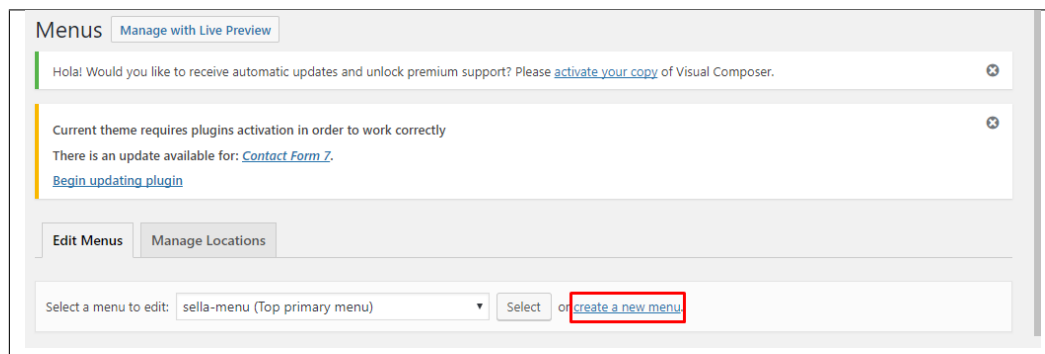 Menus Manage with Live Preview
Hola! Would you like to receive automatic updates and unlock premium support? Please activate your copy of Visual Composer.
Current theme requires plugins activation in order to work correctly
There is an update available for: Contact Form 7.
Begin updating plugin
Edit Menus Manage Locations
Select a menu to edit: sella-menu (Top primary menu) Select or create a new menu.